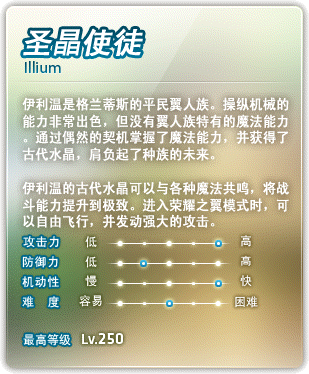 圣晶使徒
Illium
伊利温是格兰蒂斯的平民翼人族。操纵机械的
能力非常出色，但没有翼人族特有的魔法能力
。通过偶然的契机掌握了魔法能力，并获得了
古代水晶，肩负起了种族的未来。
伊利温的古代水晶可以与各种魔法共鸣，将战
斗能力提升到极致。进入荣耀之翼模式时，可
以自由飞行，并发动强大的攻击。
攻击力 低 高
防御力 低 高
机动性 慢 快
难 度 容易 困难
最高等级 Lv.250